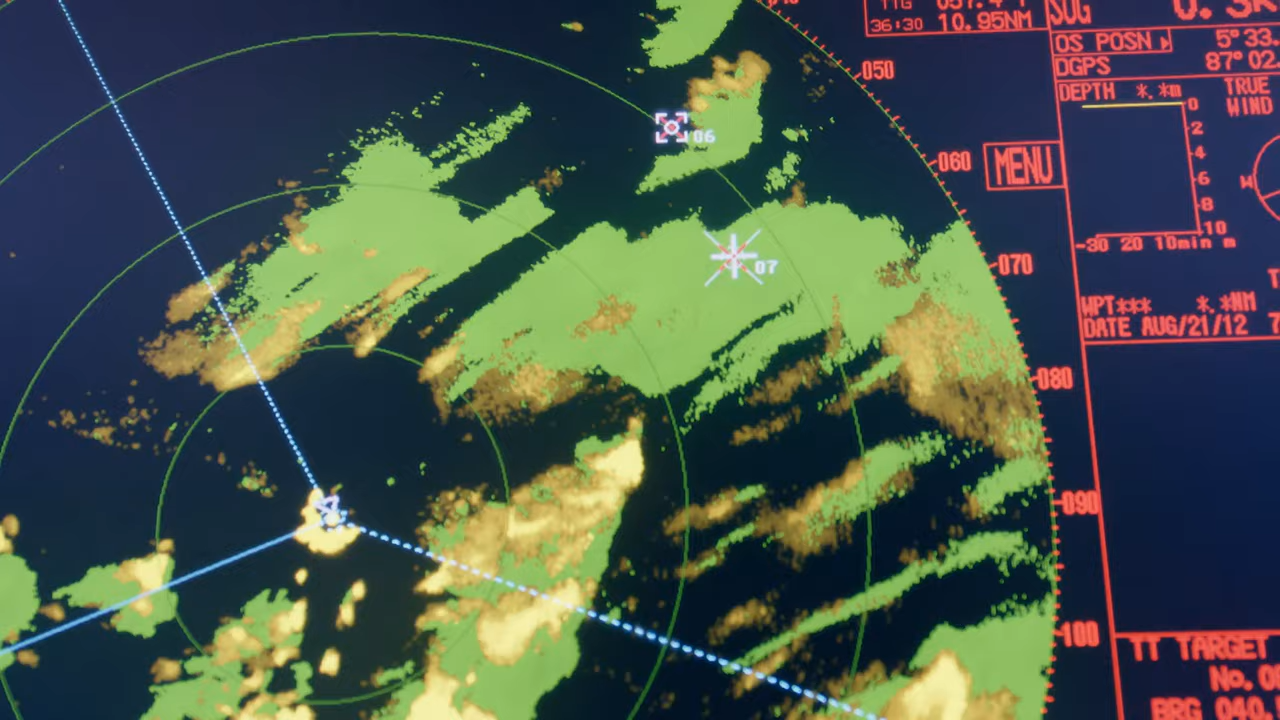 36:30 10.95NM
SOG 0.3K
OS POSN
5°33.
DGPS
87°02.
DEPTH *.*m
TRUE
WIND
0
2
4
6
8
10
W
-30 20 10min m
WPT*** *.*NM
DATE AUG/21/12
MENU
050
060
070
080
090
100
06
07
TT TARGET
No.0
BRG 040.